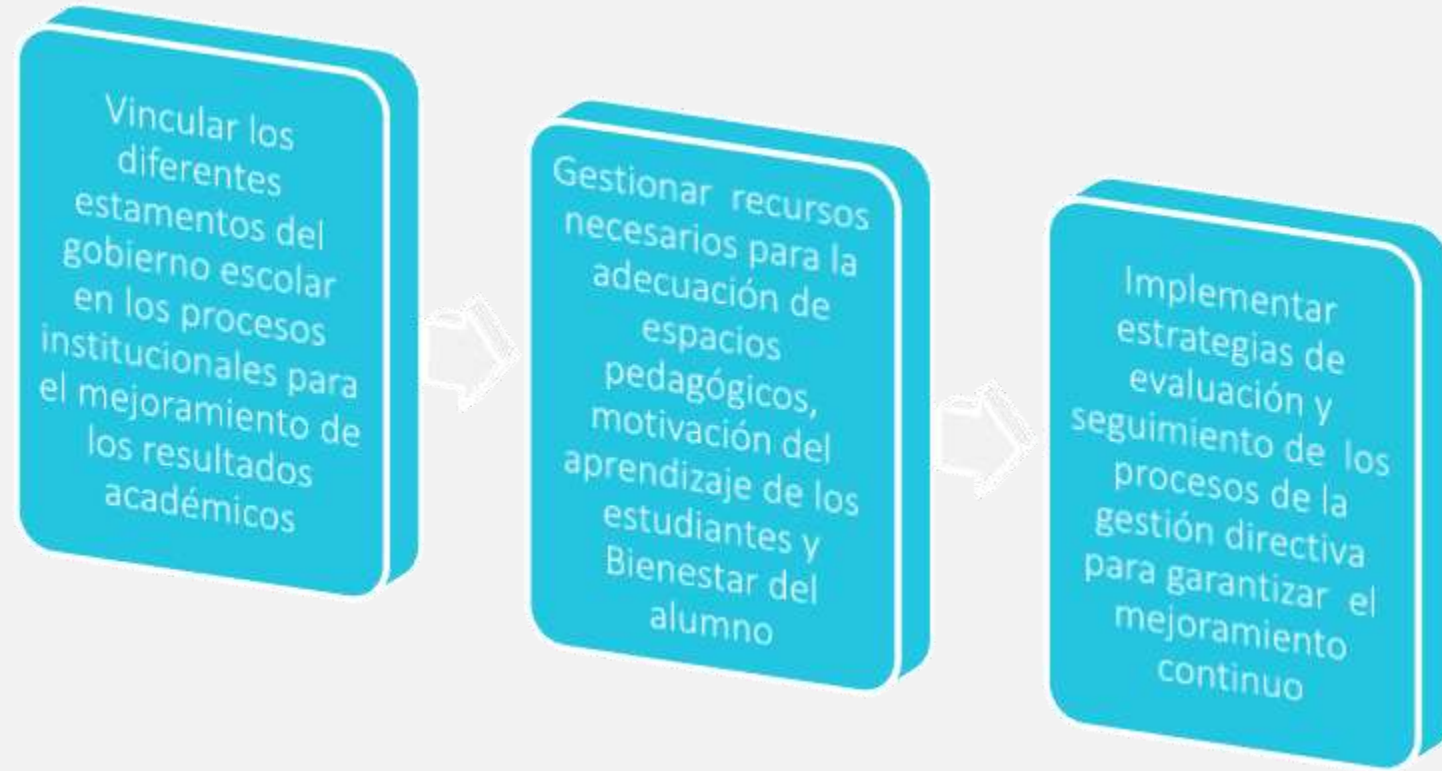 Vincular los
diferentes
estamentos del
gobierno escolar
en los procesos
institucionales para
el mejoramiento de
los resultados
académicos
Gestionar recursos
necesarios para la
adecuación de
espacios
pedagógicos,
motivación del
aprendizaje de los
estudiantes y
Bienestar del
alumno
Implementar
estrategias de
evaluación y
seguimiento de los
procesos de la
gestión directiva
para garantizar el
mejoramiento
continuo